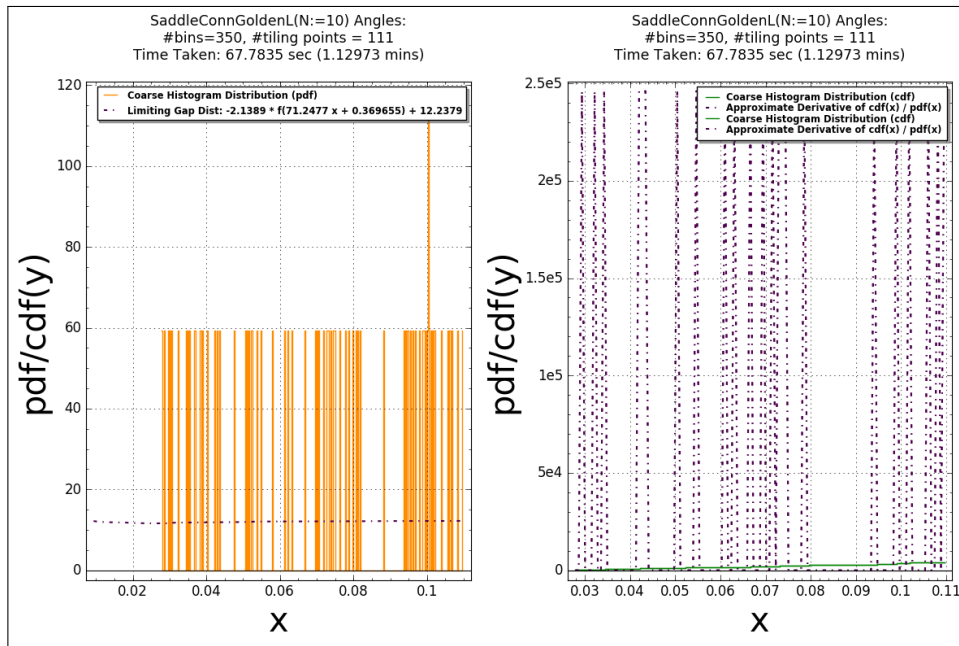 SaddleConnGoldenL(N:=10) Angles:
#bins=350, #tiling points = 111
Time Taken: 67.7835 sec (1.12973 mins)
120
100
80
60
40
20
0
pdf/cdf(y)
Coarse Histogram Distribution (pdf)
Limiting Gap Dist: -2.1389 * f(71.2477 x + 0.369655) + 12.2379
0.02
0.04
0.06
0.08
0.1
x
SaddleConnGoldenL(N:=10) Angles:
#bins=350, #tiling points = 111
Time Taken: 67.7835 sec (1.12973 mins)
2.5e5
2e5
1.5e5
1e5
5e4
0
pdf/cdf(y)
Coarse Histogram Distribution (cdf)
Approximate Derivative of cdf(x) / pdf(x)
Coarse Histogram Distribution (cdf)
Approximate Derivative of cdf(x) / pdf(x)
0.03
0.04
0.05
0.06
0.07
0.08
0.09
0.1
0.11
x